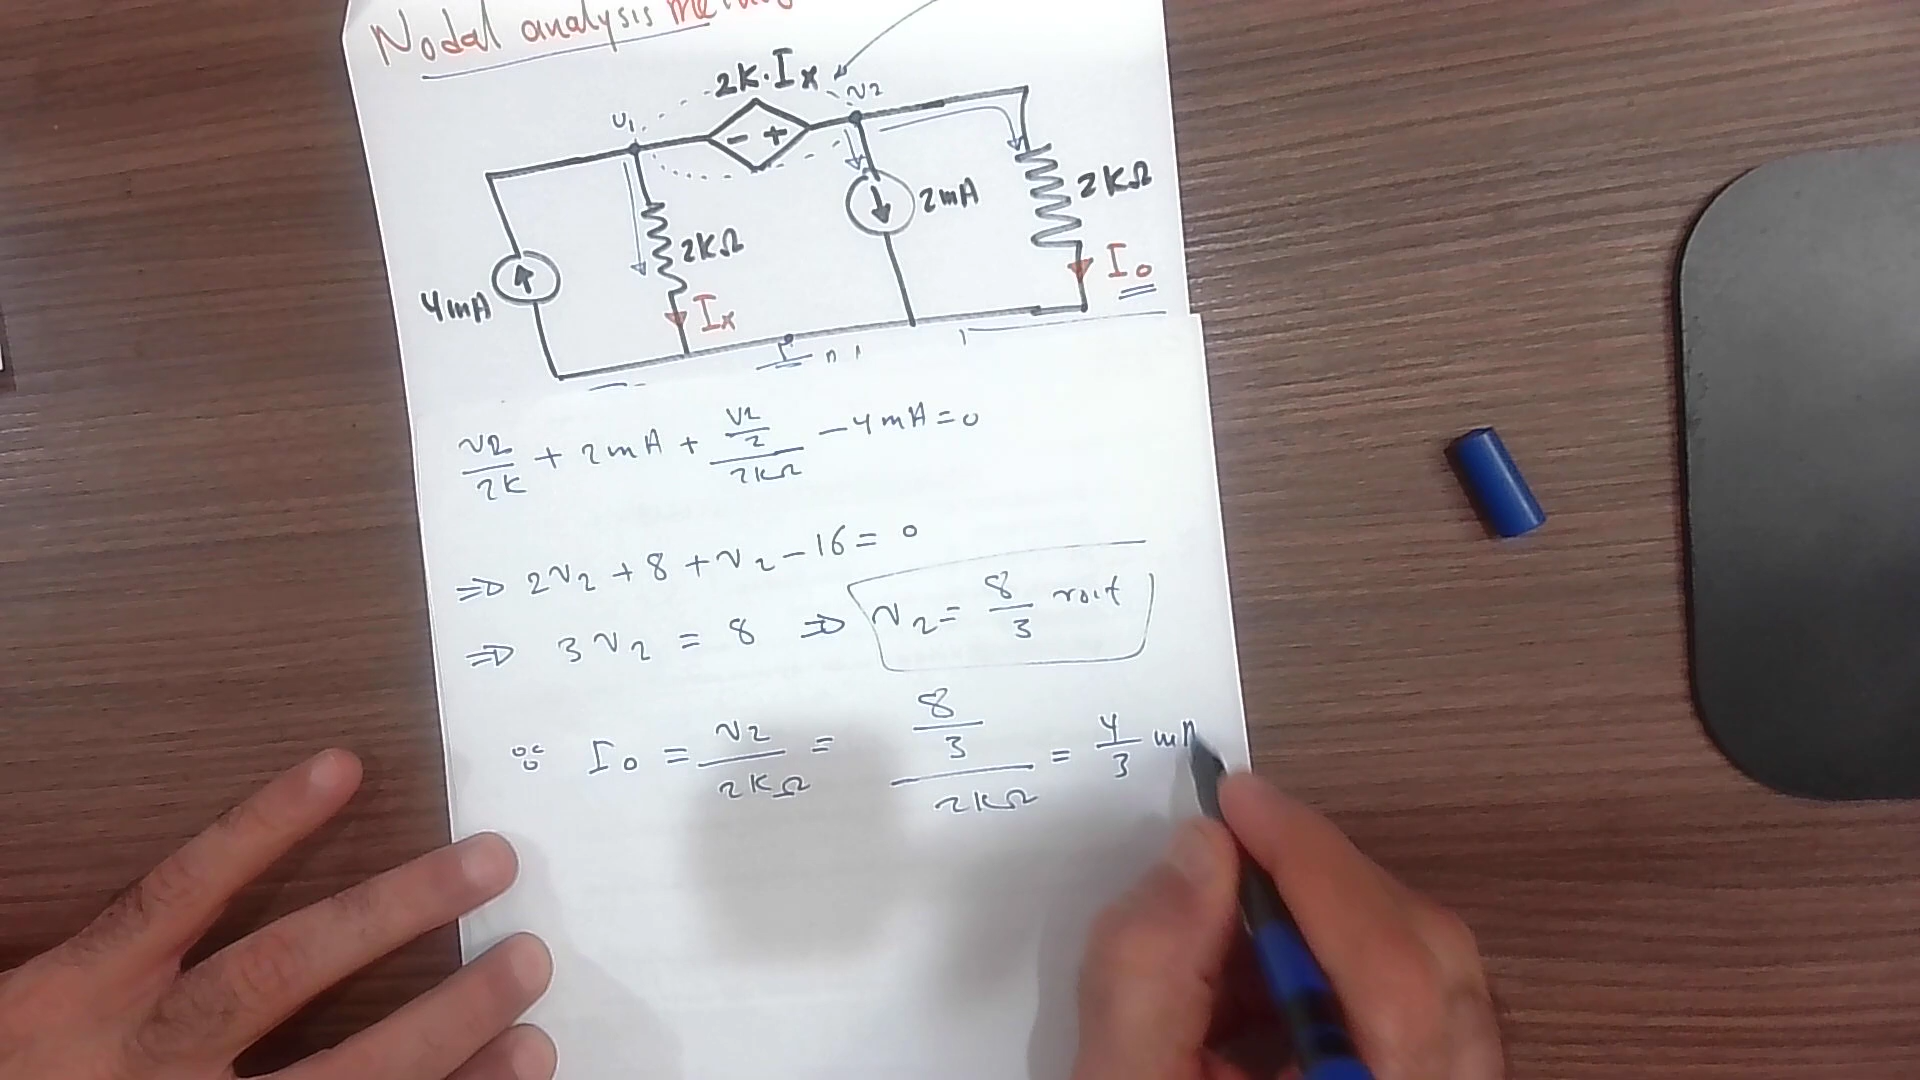 Nodal analysis
2K·Ix
V1
V2
4mA
2KΩ
Ix
2mA
2KΩ
Io
V2/2K + 2mA + (V2/2)/2KΩ - 4mA = 0
⇒ 2V2 + 8 + V2 - 16 = 0
⇒ 3V2 = 8 ⇒ V2 = 8/3 volt
∵ Io = V2/2KΩ = (8/3)/2KΩ = 4/3 mA